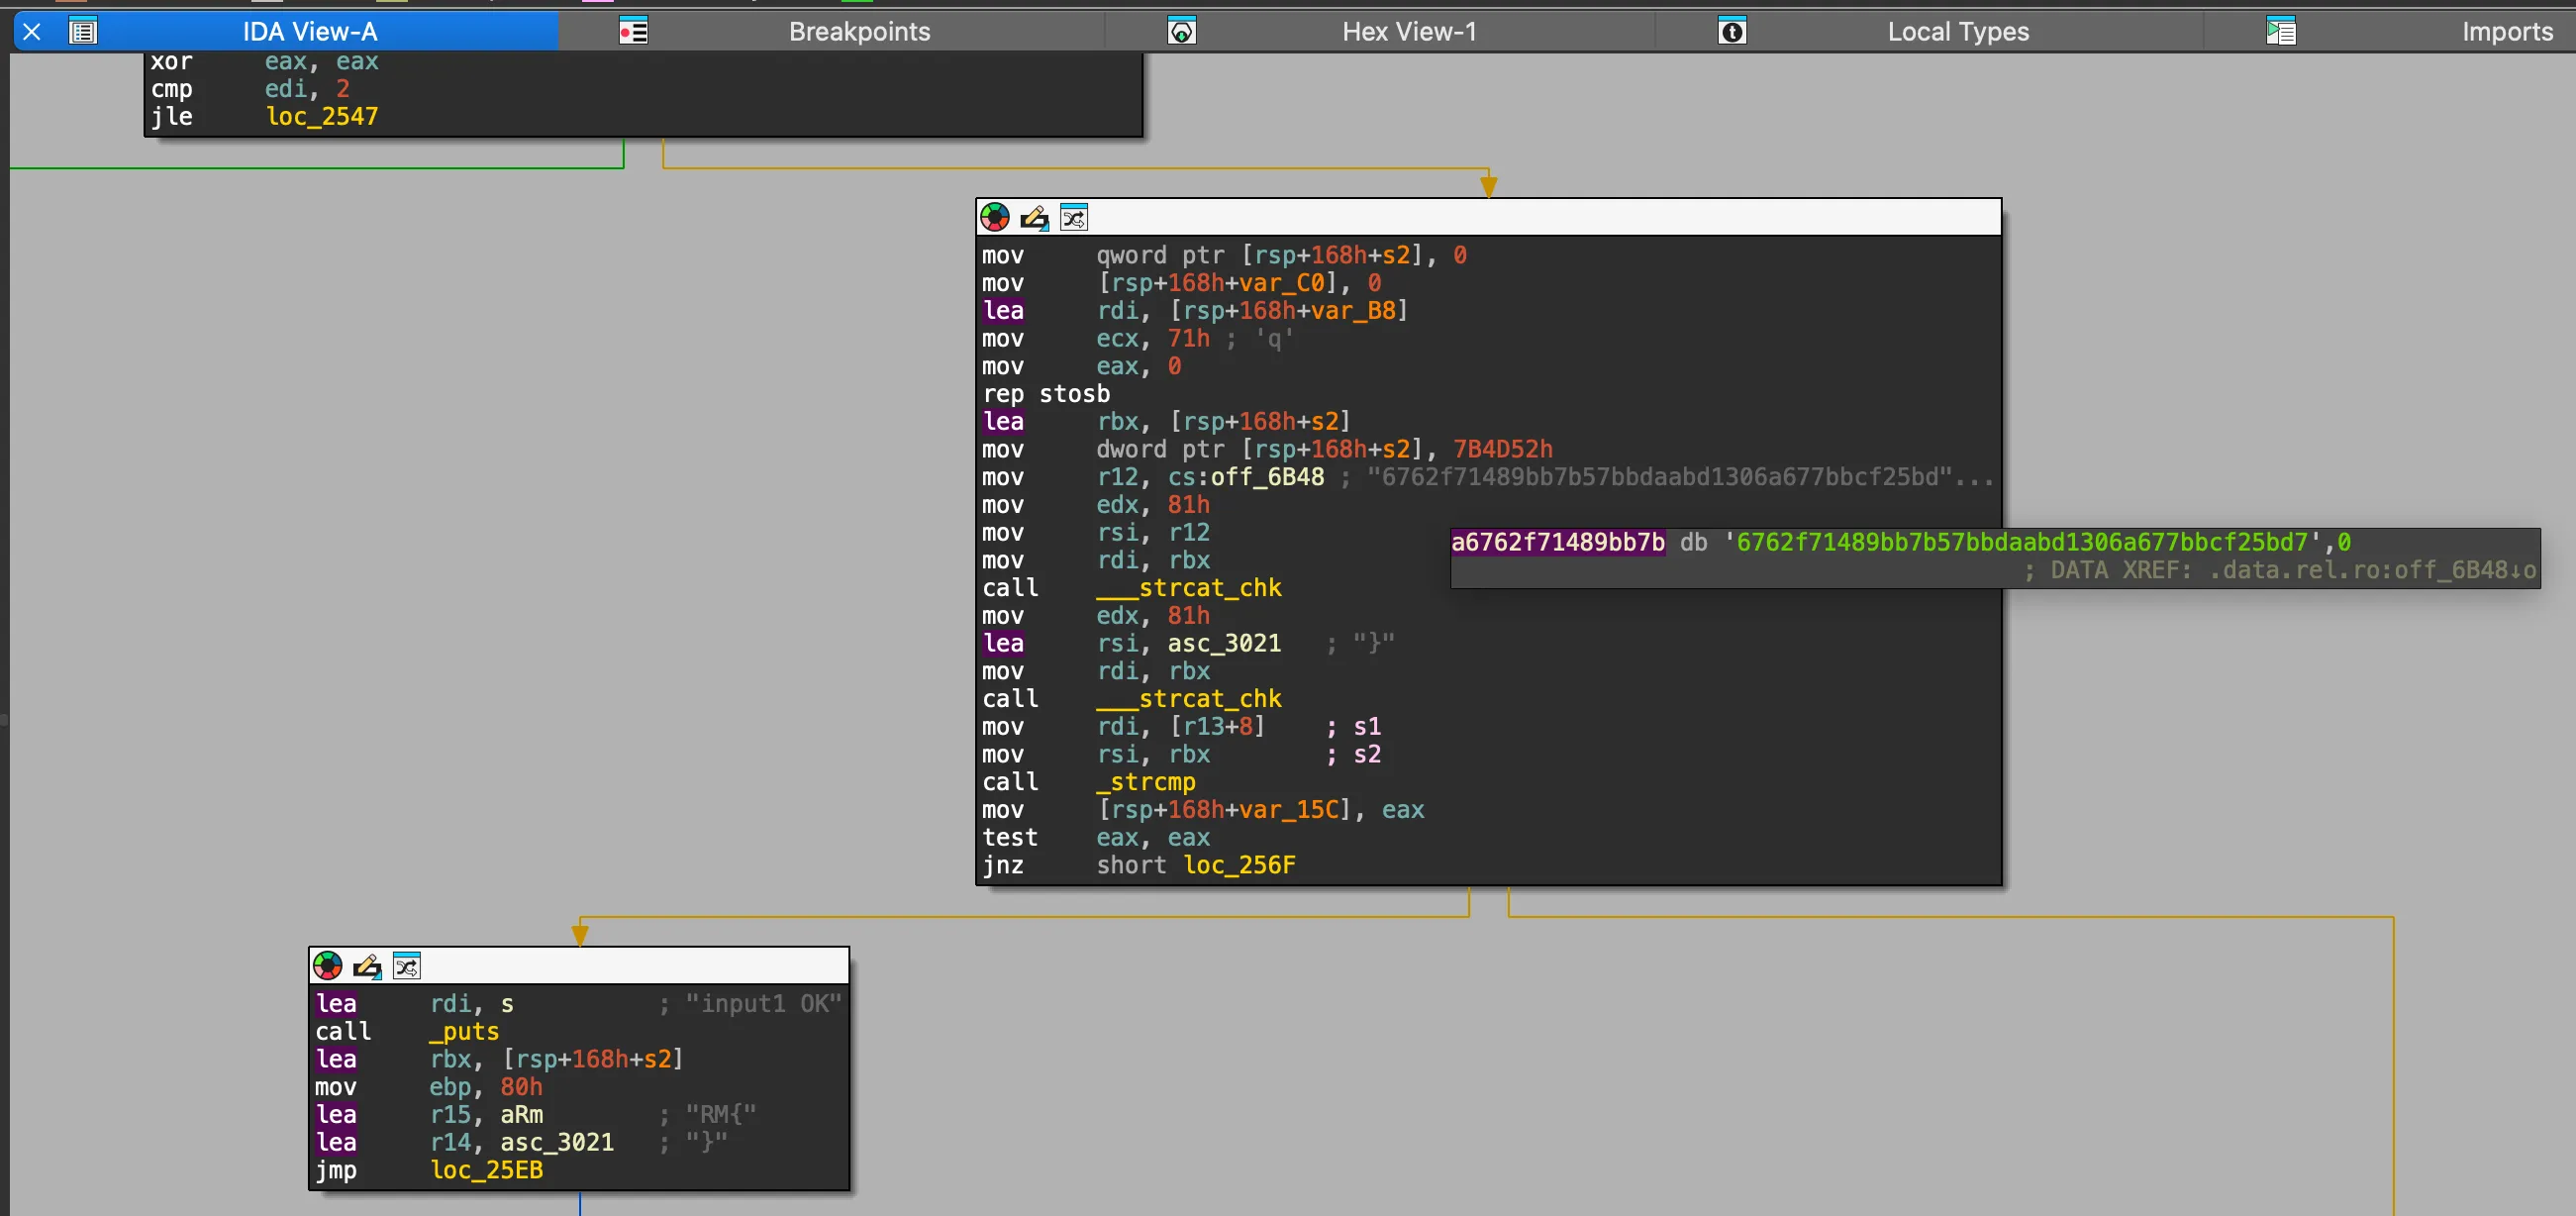 IDA View-A Breakpoints Hex View-1 Local Types Imports
xor eax, eax
cmp edi, 2
jle loc_2547
mov qword ptr [rsp+168h+s2], 0
mov [rsp+168h+var_C0], 0
lea rdi, [rsp+168h+var_B8]
mov ecx, 71h ; 'q'
mov eax, 0
rep stosb
lea rbx, [rsp+168h+s2]
mov dword ptr [rsp+168h+s2], 7B4D52h
mov r12, cs:off_6B48 ; "6762f71489bb7b57bbdaabd1306a677bbcf25bd"...
mov edx, 81h
mov rsi, r12
mov rdi, rbx
call ___strcat_chk
mov edx, 81h
lea rsi, asc_3021 ; "}"
mov rdi, rbx
call ___strcat_chk
mov rdi, [r13+8] ; s1
mov rsi, rbx ; s2
call _strcmp
mov [rsp+168h+var_15C], eax
test eax, eax
jnz short loc_256F
a6762f71489bb7b db '6762f71489bb7b57bbdaabd1306a677bbcf25bd7',0
; DATA XREF: .data.rel.ro:off_6B48↓o
lea rdi, s ; "input1 OK"
call _puts
lea rbx, [rsp+168h+s2]
mov ebp, 80h
lea r15, aRm ; "RM{"
lea r14, asc_3021 ; "}"
jmp loc_25EB